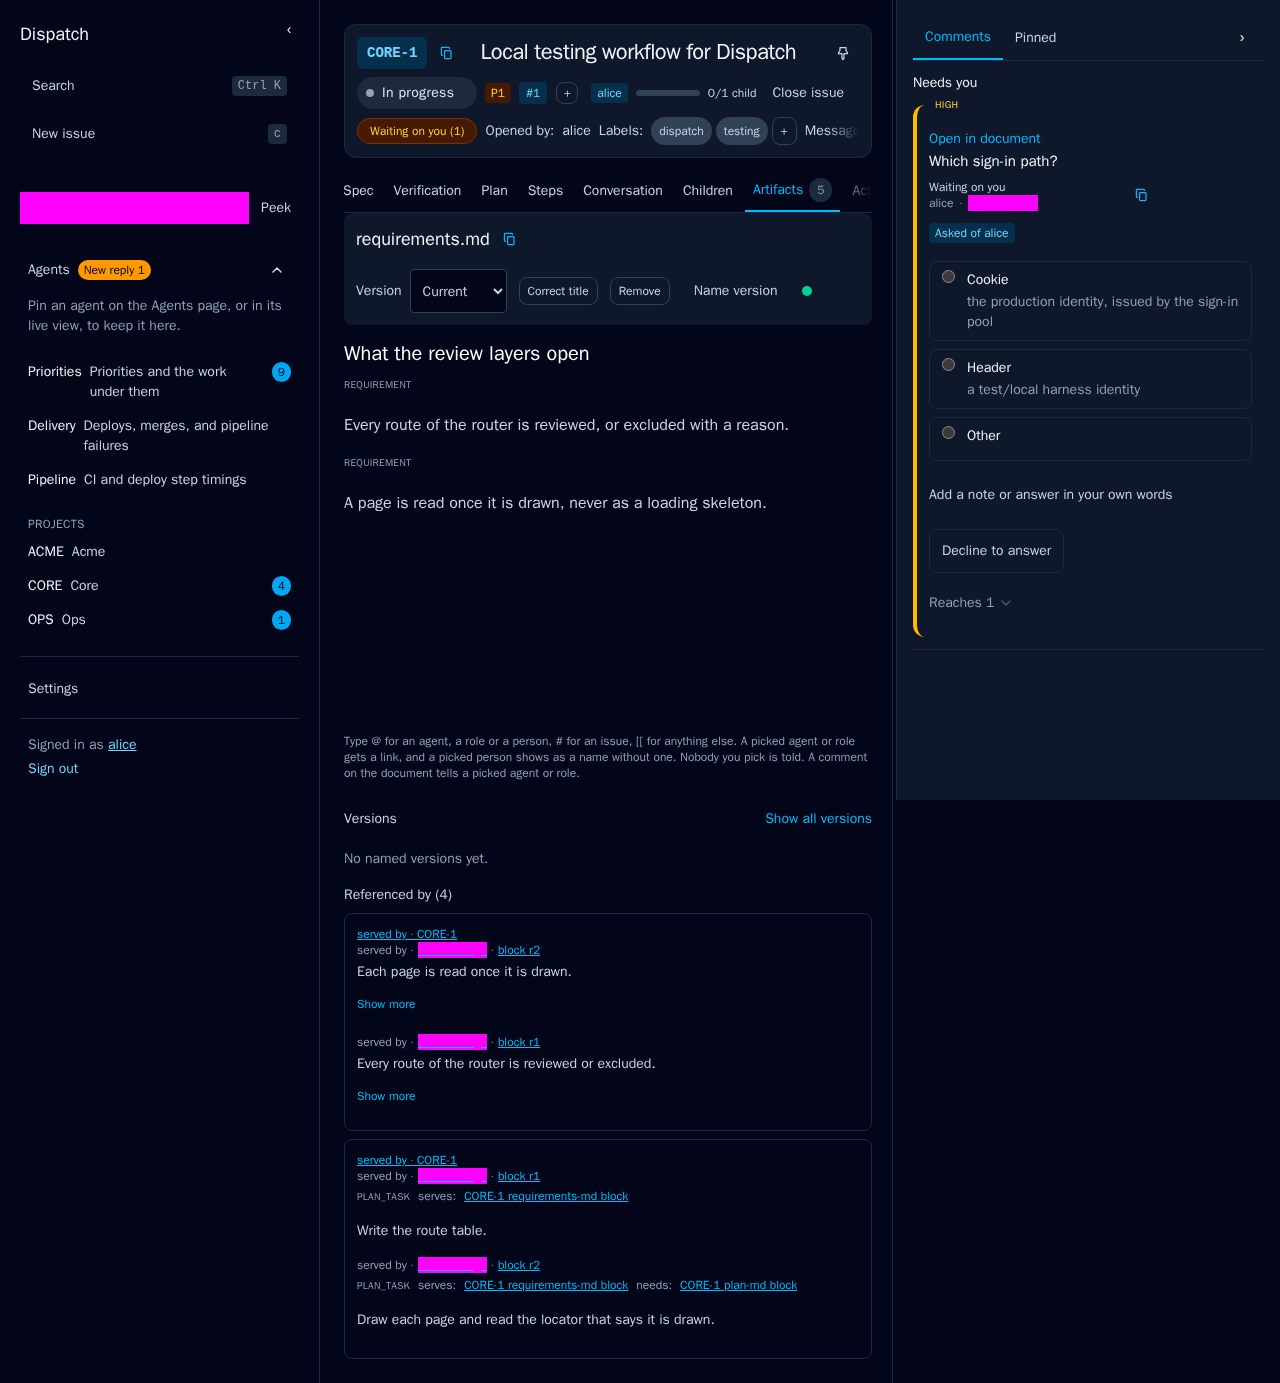 Dispatch
‹
Search
Ctrl K
New issue
C
Peek
Agents
New reply 1
Pin an agent on the Agents page, or in its
live view, to keep it here.
Priorities
Priorities and the work
under them
9
Delivery
Deploys, merges, and pipeline
failures
Pipeline
CI and deploy step timings
PROJECTS
ACME Acme
CORE Core
4
OPS Ops
1
Settings
Signed in as alice
Sign out
CORE-1
Local testing workflow for Dispatch
In progress
P1
#1
+
alice
0/1 child
Close issue
Waiting on you (1)
Opened by: alice
Labels:
dispatch
testing
+
Message
Spec
Verification
Plan
Steps
Conversation
Children
Artifacts
5
Act
requirements.md
Version
Current
Correct title
Remove
Name version
What the review layers open
REQUIREMENT
Every route of the router is reviewed, or excluded with a reason.
REQUIREMENT
A page is read once it is drawn, never as a loading skeleton.
Type @ for an agent, a role or a person, # for an issue, [[ for anything else. A picked agent or role
gets a link, and a picked person shows as a name without one. Nobody you pick is told. A comment
on the document tells a picked agent or role.
Versions
Show all versions
No named versions yet.
Referenced by (4)
served by · CORE-1
served by · · block r2
Each page is read once it is drawn.
Show more
served by · · block r1
Every route of the router is reviewed or excluded.
Show more
served by · CORE-1
served by · · block r1
PLAN_TASK serves: CORE-1 requirements-md block
Write the route table.
served by · · block r2
PLAN_TASK serves: CORE-1 requirements-md block needs: CORE-1 plan-md block
Draw each page and read the locator that says it is drawn.
Comments
Pinned
›
Needs you
HIGH
Open in document
Which sign-in path?
Waiting on you
alice ·
Asked of alice
Cookie
the production identity, issued by the sign-in
pool
Header
a test/local harness identity
Other
Add a note or answer in your own words
Decline to answer
Reaches 1